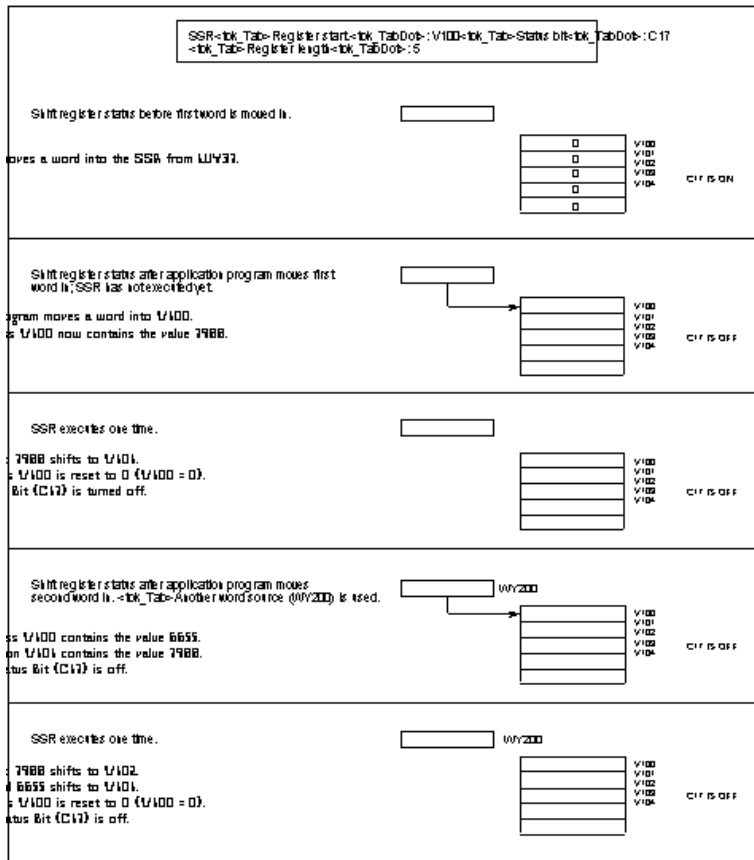 SSR<tok_Tab>Register start<tok_TabDot>: V100<tok_Tab>Status bit<tok_TabDot>: C17
<tok_Tab>Register length<tok_TabDot>: 5
Shift register status before first word is moved in.
0
0
0
0
0
V100
V101
V102
V103
V104
oves a word into the SSR from WY37.
C17 IS ON
Shift register status after application program moves first
word in; SSR has not executed yet.
ogram moves a word into V100.
s V100 now contains the value 7988.
V100
V101
V102
V103
V104
C17 IS OFF
SSR executes one time.
: 7988 shifts to V101.
s V100 is reset to 0 (V100 = 0).
Bit (C17) is turned off.
V100
V101
V102
V103
V104
C17 IS OFF
Shift register status after application program moves
second word in. <tok_Tab>Another word source (WY200) is used.
WY200
ss V100 contains the value 6655.
on V101 contains the value 7988.
atus Bit (C17) is off.
V100
V101
V102
V103
V104
C17 IS OFF
SSR executes one time.
WY200
: 7988 shifts to V102.
d 6655 shifts to V101.
s V100 is reset to 0 (V100 = 0).
atus Bit (C17) is off.
V100
V101
V102
V103
V104
C17 IS OFF